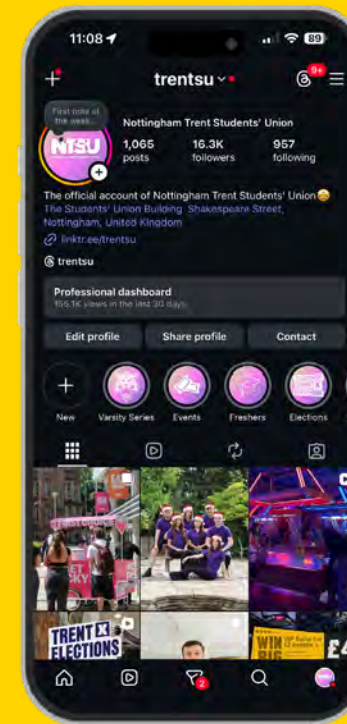 11:08
89
trentsu
9+
First note of
the week...
NTSU
Nottingham Trent Students' Union
1,065 16.3K 957
posts followers following
The official account of Nottingham Trent Students' Union
The Students' Union Building, Shakespeare Street,
Nottingham, United Kingdom
linktr.ee/trentsu
trentsu
Professional dashboard
155.1K views in the last 30 days.
Edit profile Share profile Contact
New Varsity Series Events Freshers Elections
TRENT X
ELECTIONS
WIN
BIG
£4
2